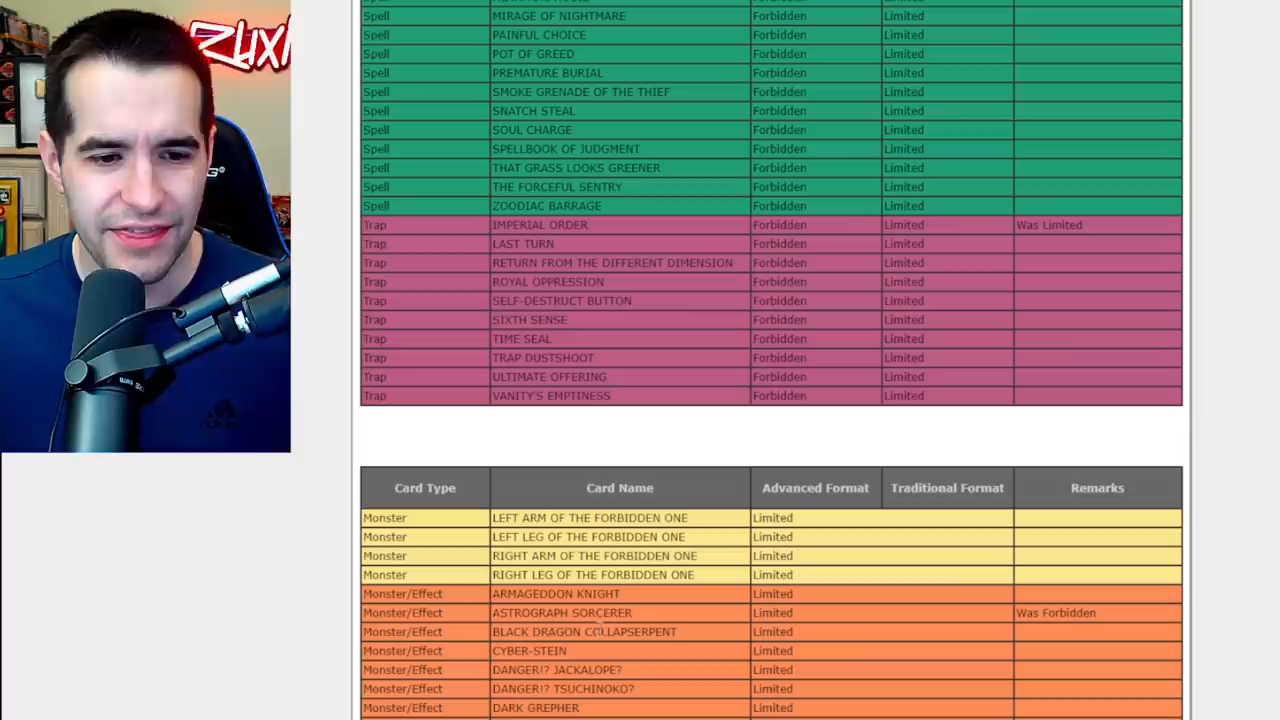 Spell MIRAGE OF NIGHTMARE Forbidden Limited
Spell PAINFUL CHOICE Forbidden Limited
Spell POT OF GREED Forbidden Limited
Spell PREMATURE BURIAL Forbidden Limited
Spell SMOKE GRENADE OF THE THIEF Forbidden Limited
Spell SNATCH STEAL Forbidden Limited
Spell SOUL CHARGE Forbidden Limited
Spell SPELLBOOK OF JUDGMENT Forbidden Limited
Spell THAT GRASS LOOKS GREENER Forbidden Limited
Spell THE FORCEFUL SENTRY Forbidden Limited
Spell ZOODIAC BARRAGE Forbidden Limited
Trap IMPERIAL ORDER Forbidden Limited Was Limited
Trap LAST TURN Forbidden Limited
Trap RETURN FROM THE DIFFERENT DIMENSION Forbidden Limited
Trap ROYAL OPPRESSION Forbidden Limited
Trap SELF-DESTRUCT BUTTON Forbidden Limited
Trap SIXTH SENSE Forbidden Limited
Trap TIME SEAL Forbidden Limited
Trap TRAP DUSTSHOOT Forbidden Limited
Trap ULTIMATE OFFERING Forbidden Limited
Trap VANITY'S EMPTINESS Forbidden Limited
Card Type Card Name Advanced Format Traditional Format Remarks
Monster LEFT ARM OF THE FORBIDDEN ONE Limited
Monster LEFT LEG OF THE FORBIDDEN ONE Limited
Monster RIGHT ARM OF THE FORBIDDEN ONE Limited
Monster RIGHT LEG OF THE FORBIDDEN ONE Limited
Monster/Effect ARMAGEDDON KNIGHT Limited
Monster/Effect ASTROGRAPH SORCERER Limited Was Forbidden
Monster/Effect BLACK DRAGON COLLAPSERPENT Limited
Monster/Effect CYBER-STEIN Limited
Monster/Effect DANGER!? JACKALOPE? Limited
Monster/Effect DANGER!? TSUCHINOKO? Limited
Monster/Effect DARK GREPHER Limited